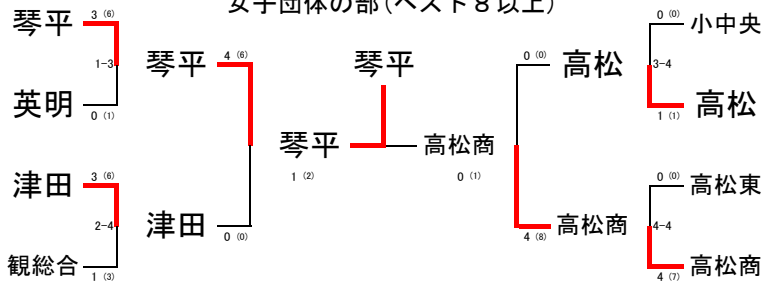 女子団体の部(ベスト８以上)
琴平
3 (6)
1-3
英明
0 (1)
津田
3 (6)
2-4
観総合
1 (3)
琴平
4 (6)
津田
0 (0)
琴平
琴平
1 (2)
高松商
0 (1)
0 (0)
高松
4 (8)
高松商
0 (0)
小中央
3-4
1 (1)
高松
0 (0)
高松東
4-4
4 (7)
高松商